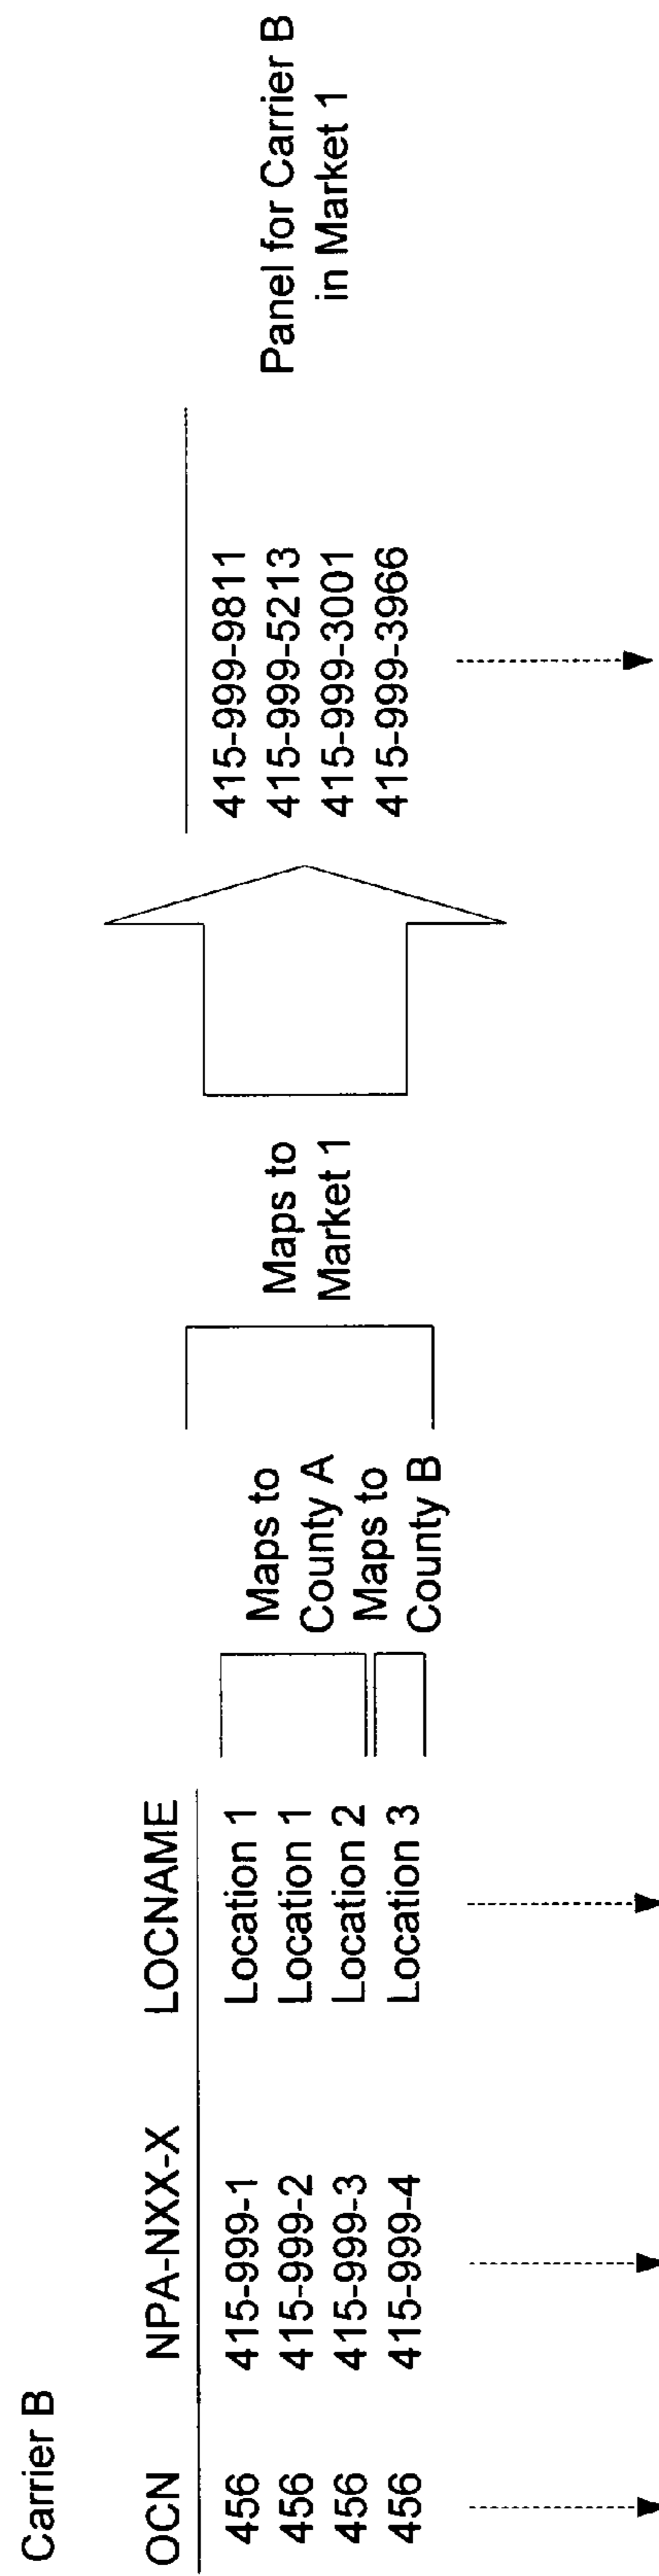 Carrier B
OCN NPA-NXX-X LOCNAME
456 415-999-1 Location 1
456 415-999-2 Location 1
456 415-999-3 Location 2
456 415-999-4 Location 3
Maps to
County A
Maps to
County B
Maps to
Market 1
415-999-9811
415-999-5213
415-999-3001
415-999-3966
Panel for Carrier B
in Market 1